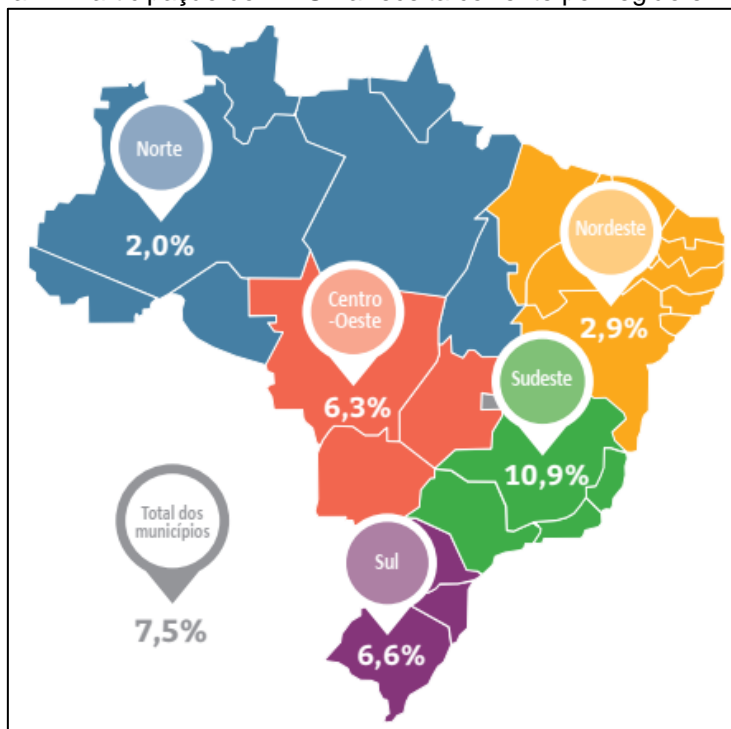 Norte
2,0%
Nordeste
2,9%
Centro
-Oeste
6,3%
Sudeste
10,9%
Total dos
municípios
7,5%
Sul
6,6%